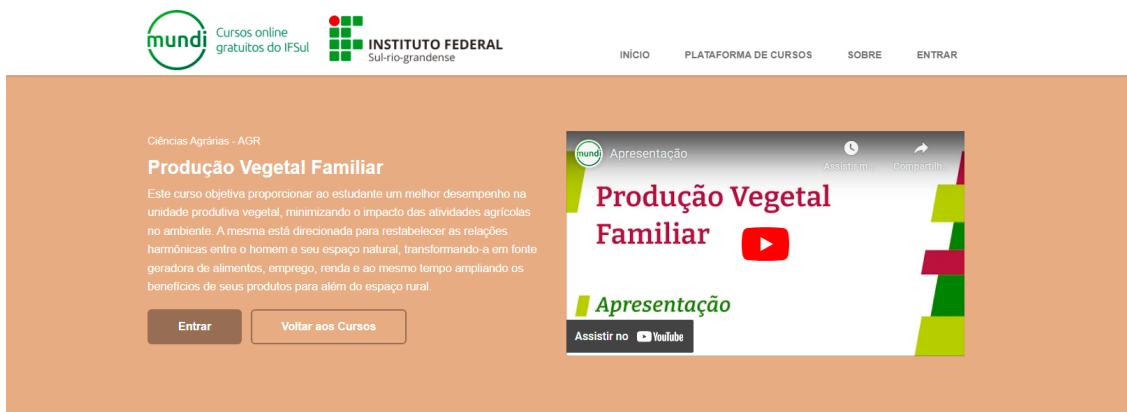 mundi
Cursos online
gratuitos do IFSul
INSTITUTO FEDERAL
Sul-rio-grandense
INÍCIO
PLATAFORMA DE CURSOS
SOBRE
ENTRAR
Ciências Agrárias - AGR
Produção Vegetal Familiar
Este curso objetiva proporcionar ao estudante um melhor desempenho na
unidade produtiva vegetal, minimizando o impacto das atividades agrícolas
no ambiente. A mesma está direcionada para restabelecer as relações
harmônicas entre o homem e seu espaço natural, transformando-a em fonte
geradora de alimentos, emprego, renda e ao mesmo tempo ampliando os
benefícios de seus produtos para além do espaço rural.
Entrar
Voltar aos Cursos
mundi
Apresentação
Assistir m...
Compartilh...
Produção Vegetal
Familiar
Apresentação
Assistir no YouTube